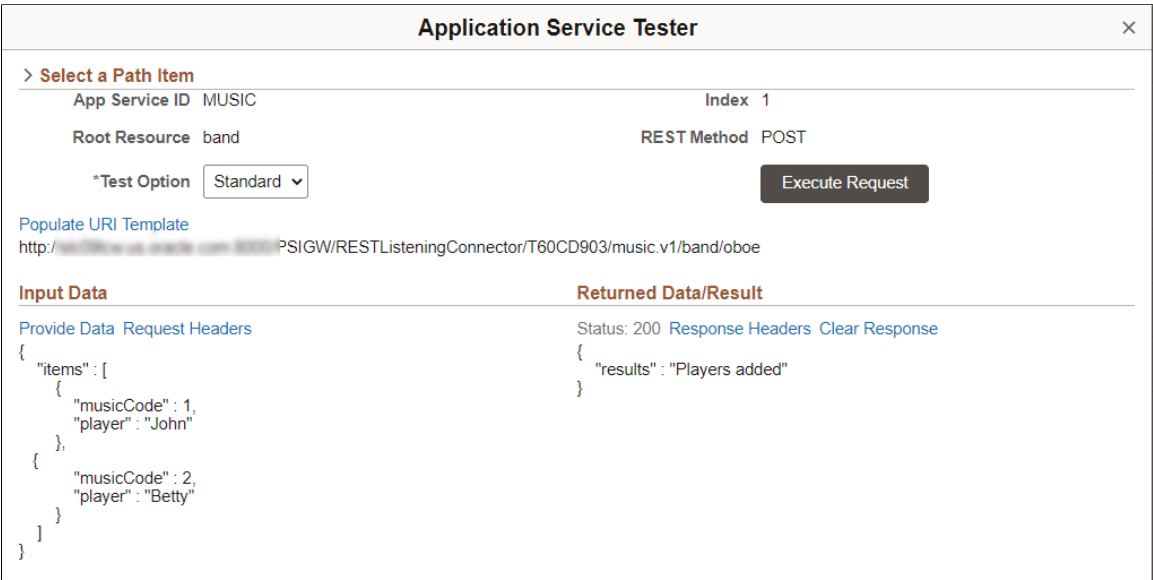 Application Service Tester
Select a Path Item
App Service ID MUSIC Index 1
Root Resource band REST Method POST
*Test Option Standard Execute Request
Populate URI Template
http:/ PSIGW/RESTListeningConnector/T60CD903/music.v1/band/oboe
Input Data Returned Data/Result
Provide Data Request Headers Status: 200 Response Headers Clear Response
{ {
"items" : [ "results" : "Players added"
{ }
"musicCode" : 1,
"player" : "John"
},
{
"musicCode" : 2,
"player" : "Betty"
}
]
}